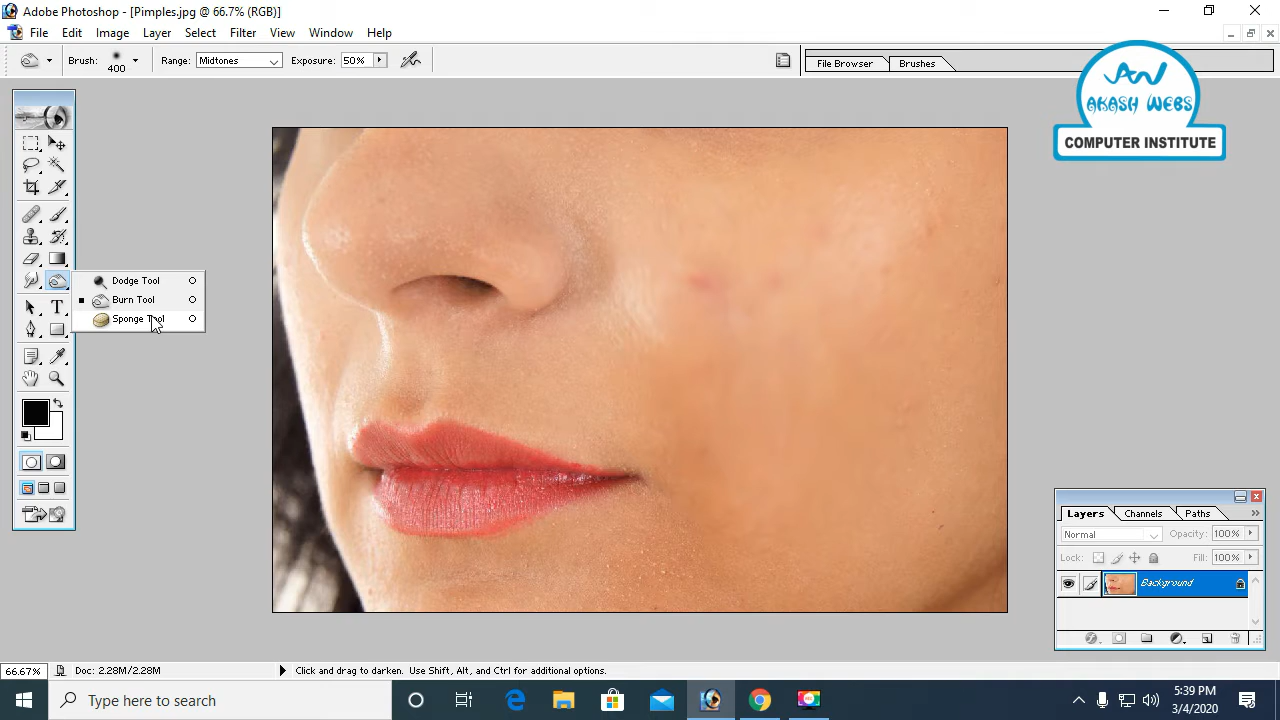 Adobe Photoshop - [Pimples.jpg @ 66.7% (RGB)]
File Edit Image Layer Select Filter View Window Help
Brush: 400 Range: Midtones Exposure: 50% File Browser Brushes
AW
AKASH WEBS
COMPUTER INSTITUTE
T
Dodge Tool O
Burn Tool O
Sponge Tool O
Layers Channels Paths
Normal Opacity: 100%
Lock: Fill: 100%
Background
66.67% Doc: 2.28M/2.28M Click and drag to darken. Use Shift, Alt, and Ctrl for additional options.
Type here to search
5:39 PM
3/4/2020